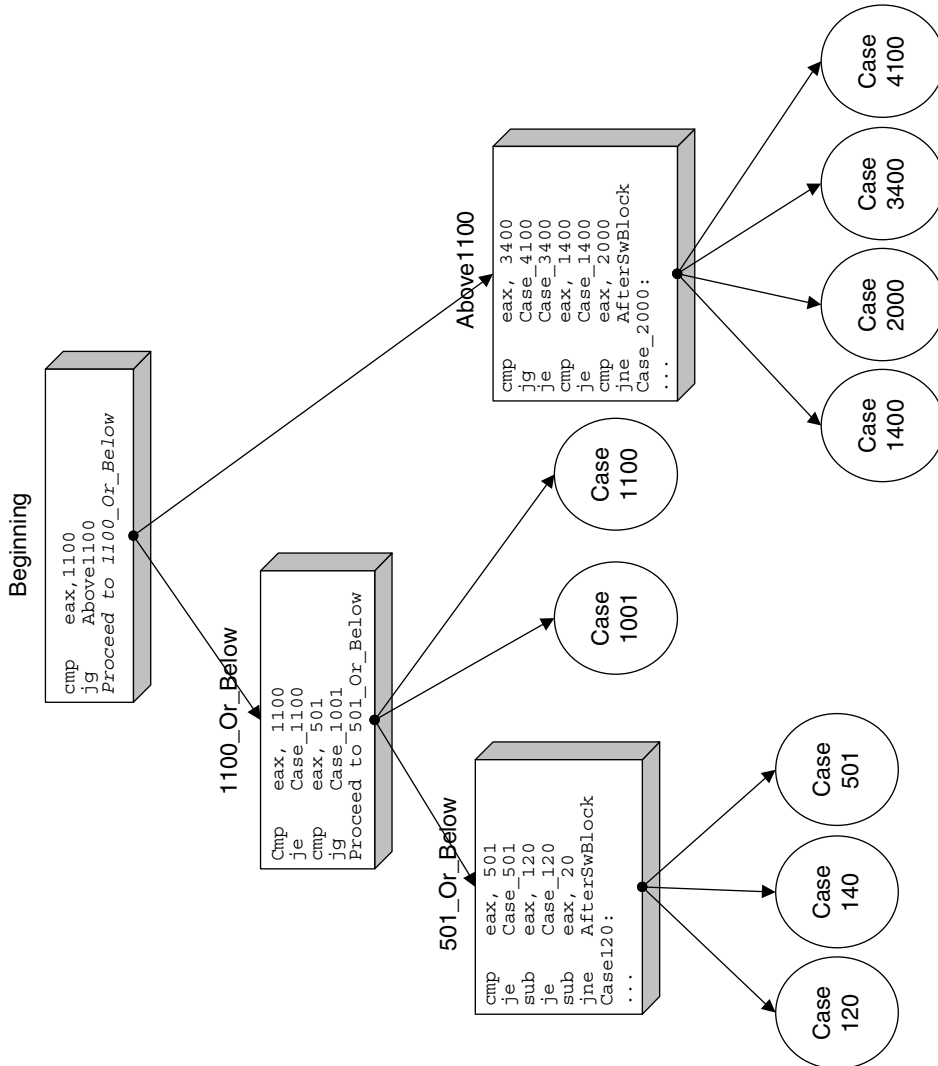 Beginning
cmp eax,1100
jg Above1100
Proceed to 1100_Or_Below
1100_Or_Below
Cmp eax, 1100
je Case_1100
cmp eax, 501
jg Case_1001
Proceed to 501_Or_Below
Above1100
cmp eax, 3400
jg Case_4100
je Case_3400
cmp eax, 1400
je Case_1400
cmp eax, 2000
jne AfterSwBlock
Case_2000:
...
501_Or_Below
cmp eax, 501
je Case_501
sub eax, 120
je Case_120
sub eax, 20
jne AfterSwBlock
Case120:
...
Case
1001
Case
1100
Case
120
Case
140
Case
501
Case
1400
Case
2000
Case
3400
Case
4100